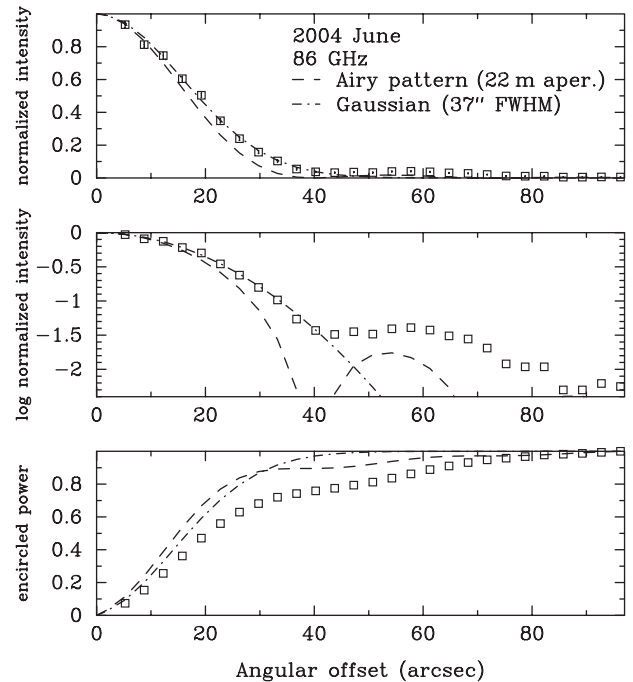 normalized intensity
0.8
0.6
0.4
0.2
0
2004 June
86 GHz
Airy pattern (22 m aper.)
Gaussian (37″ FWHM)
0 20 40 60 80
log normalized intensity
0
−0.5
−1
−1.5
−2
0 20 40 60 80
encircled power
0.8
0.6
0.4
0.2
0
0 20 40 60 80
Angular offset (arcsec)